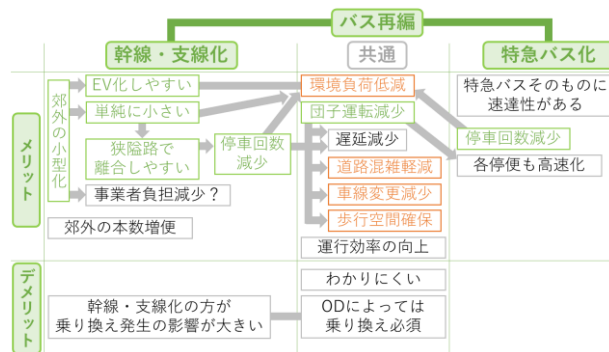 バス再編
幹線・支線化
共通
特急バス化
メリット
郊外の小型化
EV化しやすい
単純に小さい
狭隘路で
離合しやすい
停車回数
減少
事業者負担減少？
郊外の本数増便
環境負荷低減
団子運転減少
遅延減少
道路混雑軽減
車線変更減少
歩行空間確保
運行効率の向上
特急バスそのものに
速達性がある
停車回数減少
各停便も高速化
デメリット
幹線・支線化の方が
乗り換え発生の影響が大きい
わかりにくい
ODによっては
乗り換え必須